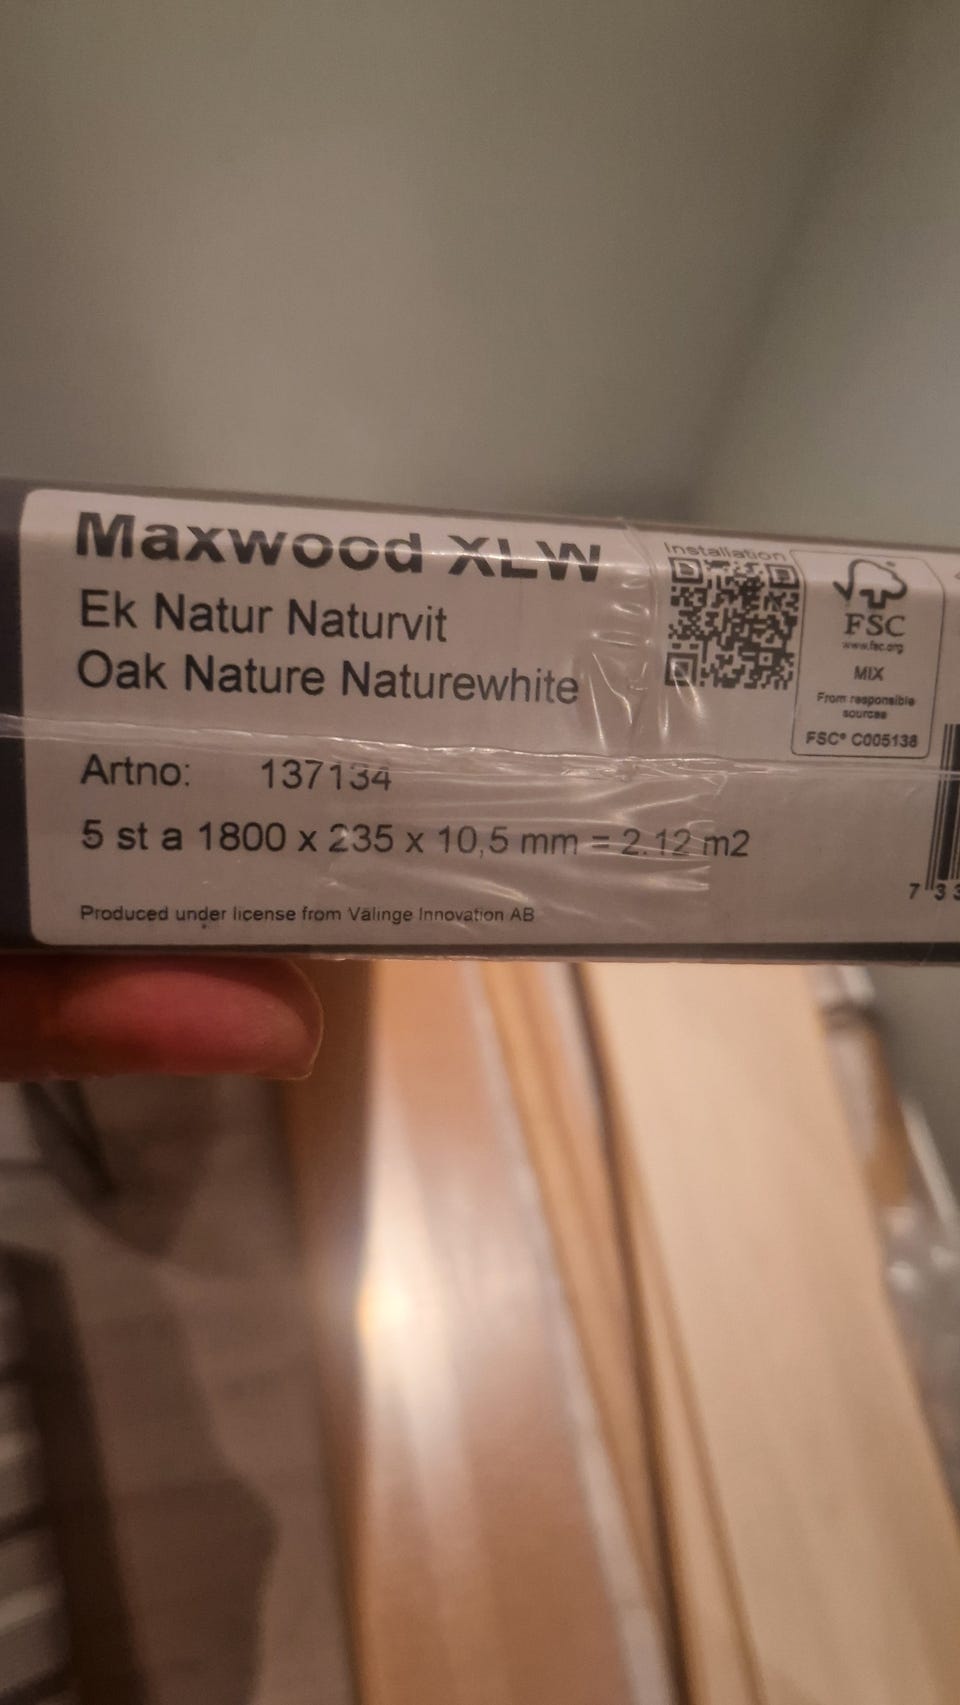 Maxwood XLW
Ek Natur Naturvit
Oak Nature Naturewhite
Artno: 137134
5 st a 1800 x 235 x 10,5 mm = 2.12 m2
Produced under license from Välinge Innovation AB
Installation
FSC
www.fsc.org
MIX
From responsible
sources
FSC® C005138
7 33